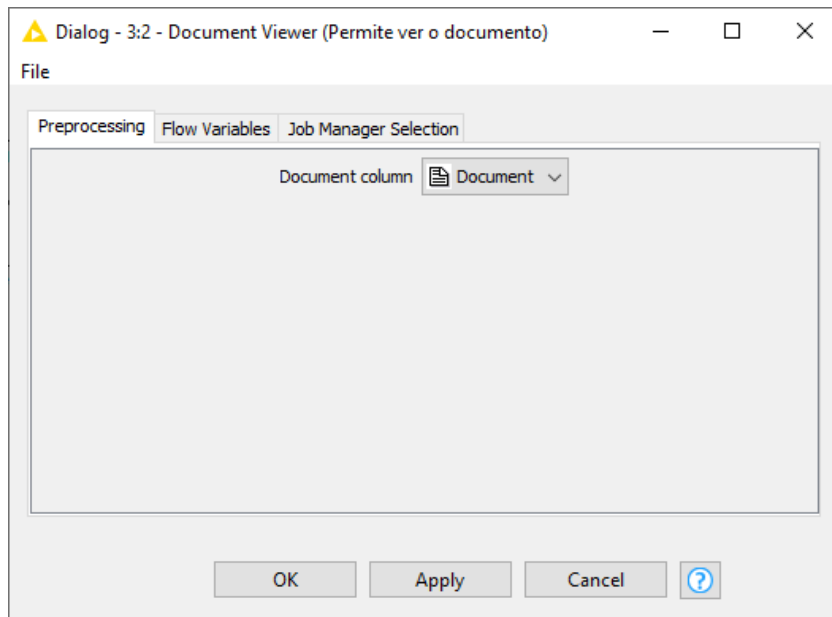 Dialog - 3:2 - Document Viewer (Permite ver o documento)
File
Preprocessing Flow Variables Job Manager Selection
Document column Document
OK Apply Cancel ?